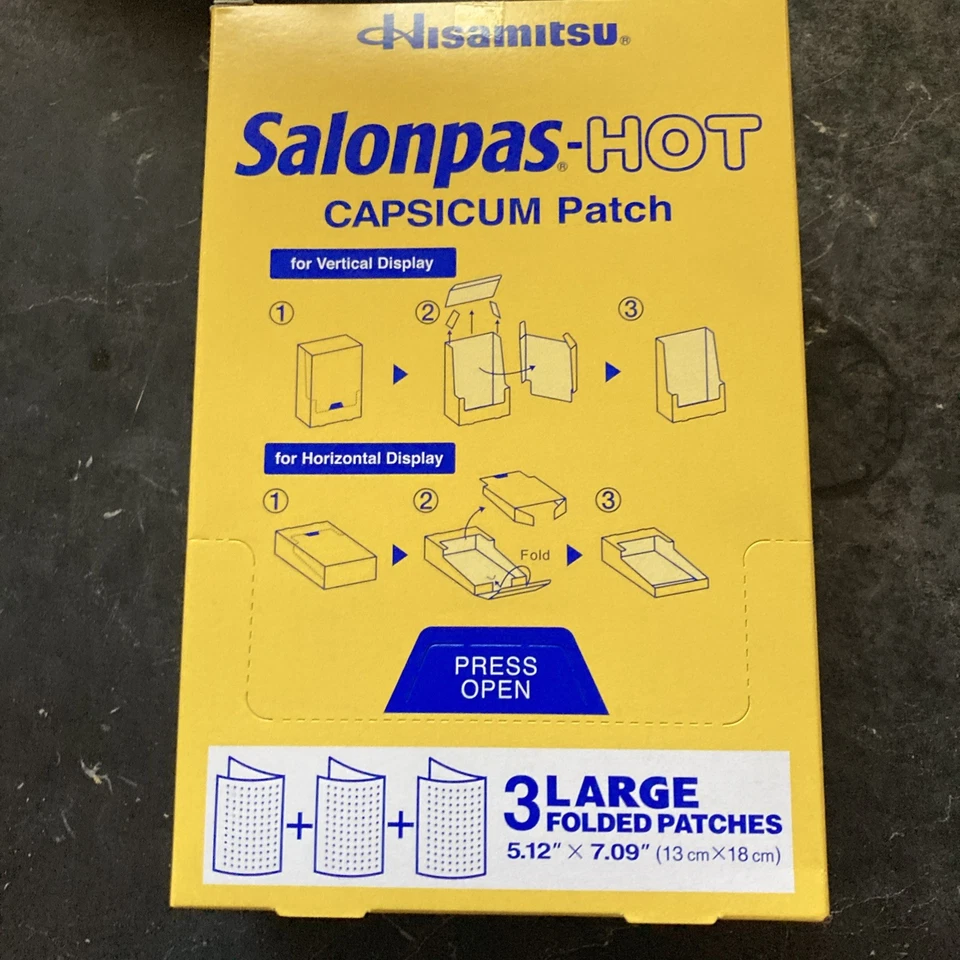 Hisamitsu®
Salonpas®-HOT
CAPSICUM Patch
for Vertical Display
① ② ③
for Horizontal Display
① ② ③
Fold
PRESS
OPEN
3 LARGE
FOLDED PATCHES
5.12" × 7.09" (13 cm×18 cm)
+ +